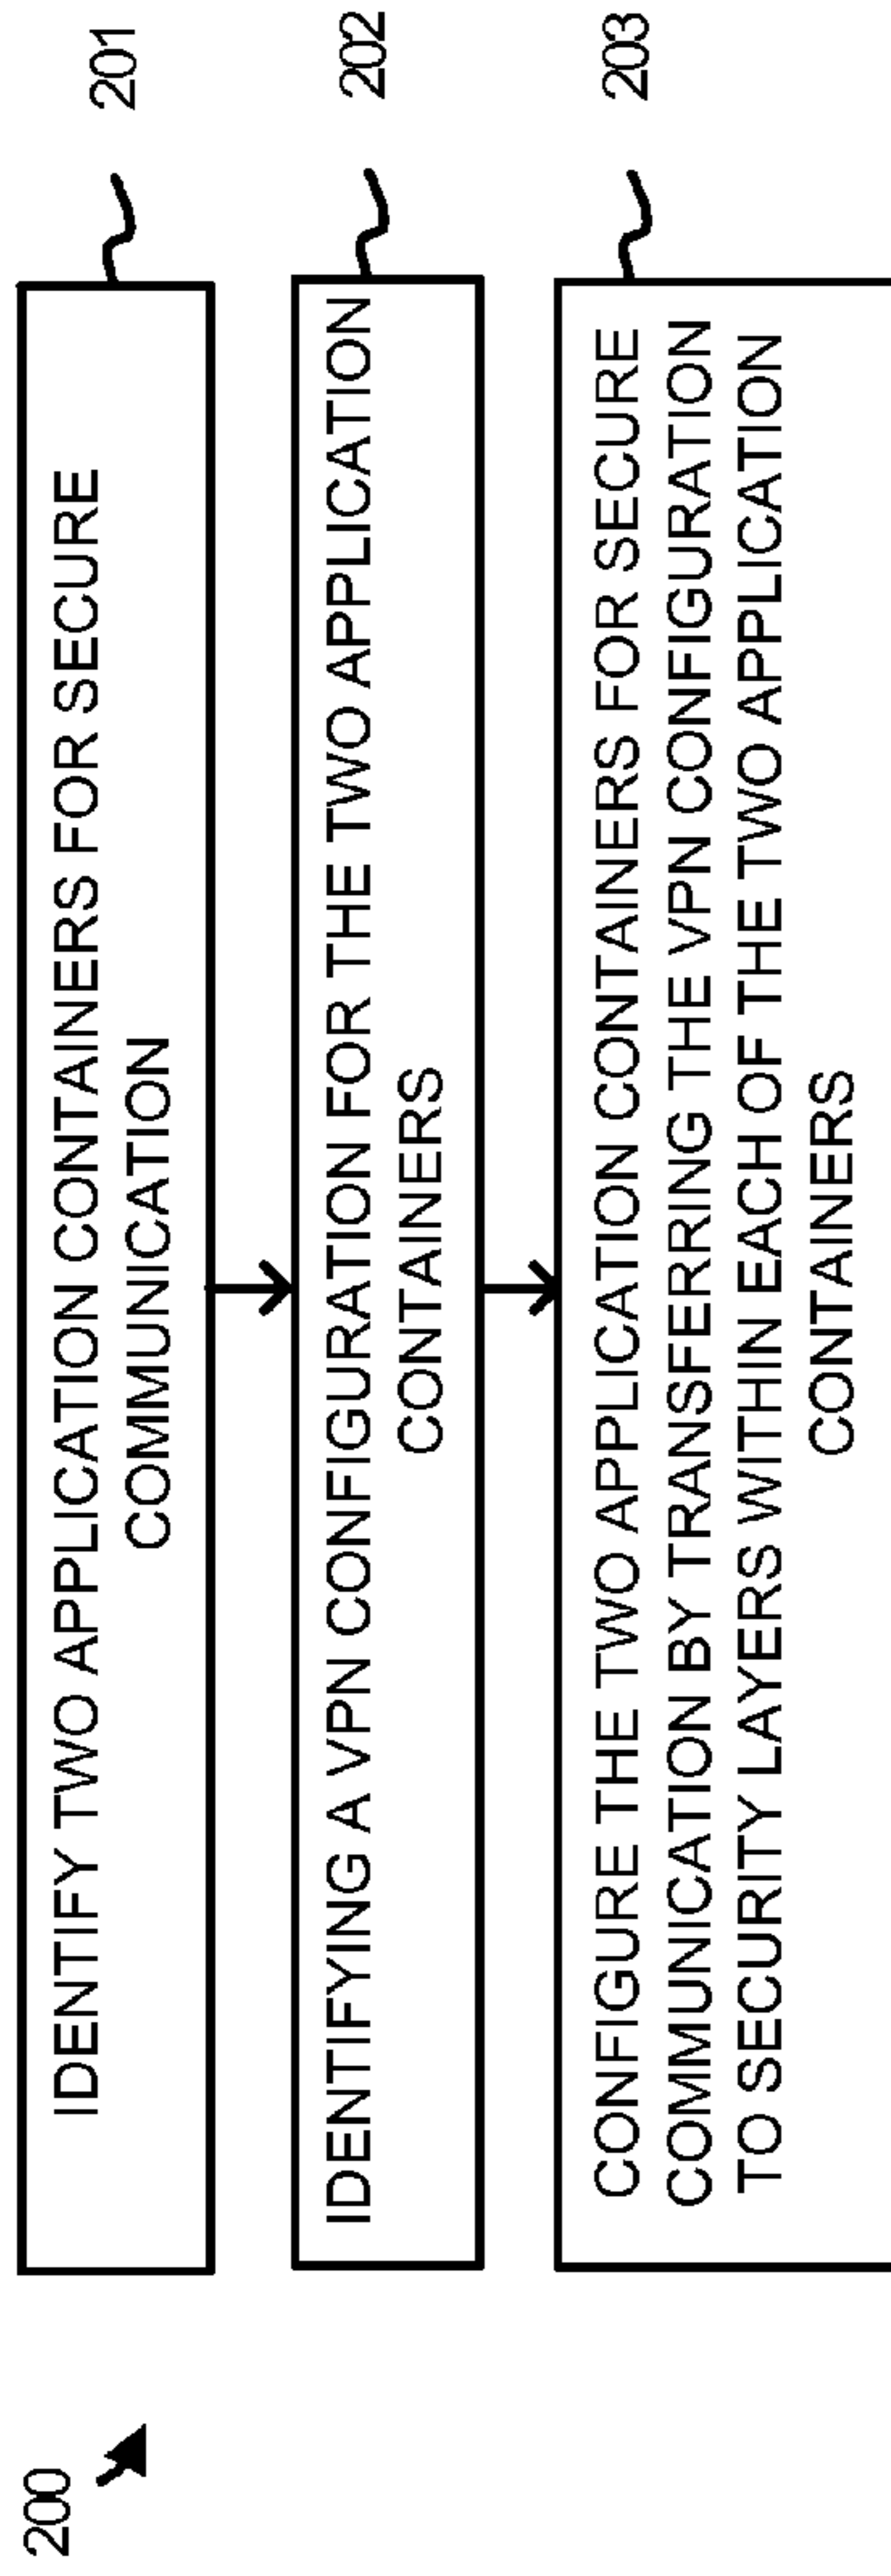 200
IDENTIFY TWO APPLICATION CONTAINERS FOR SECURE
COMMUNICATION
201
IDENTIFYING A VPN CONFIGURATION FOR THE TWO APPLICATION
CONTAINERS
202
CONFIGURE THE TWO APPLICATION CONTAINERS FOR SECURE
COMMUNICATION BY TRANSFERRING THE VPN CONFIGURATION
TO SECURITY LAYERS WITHIN EACH OF THE TWO APPLICATION
CONTAINERS
203